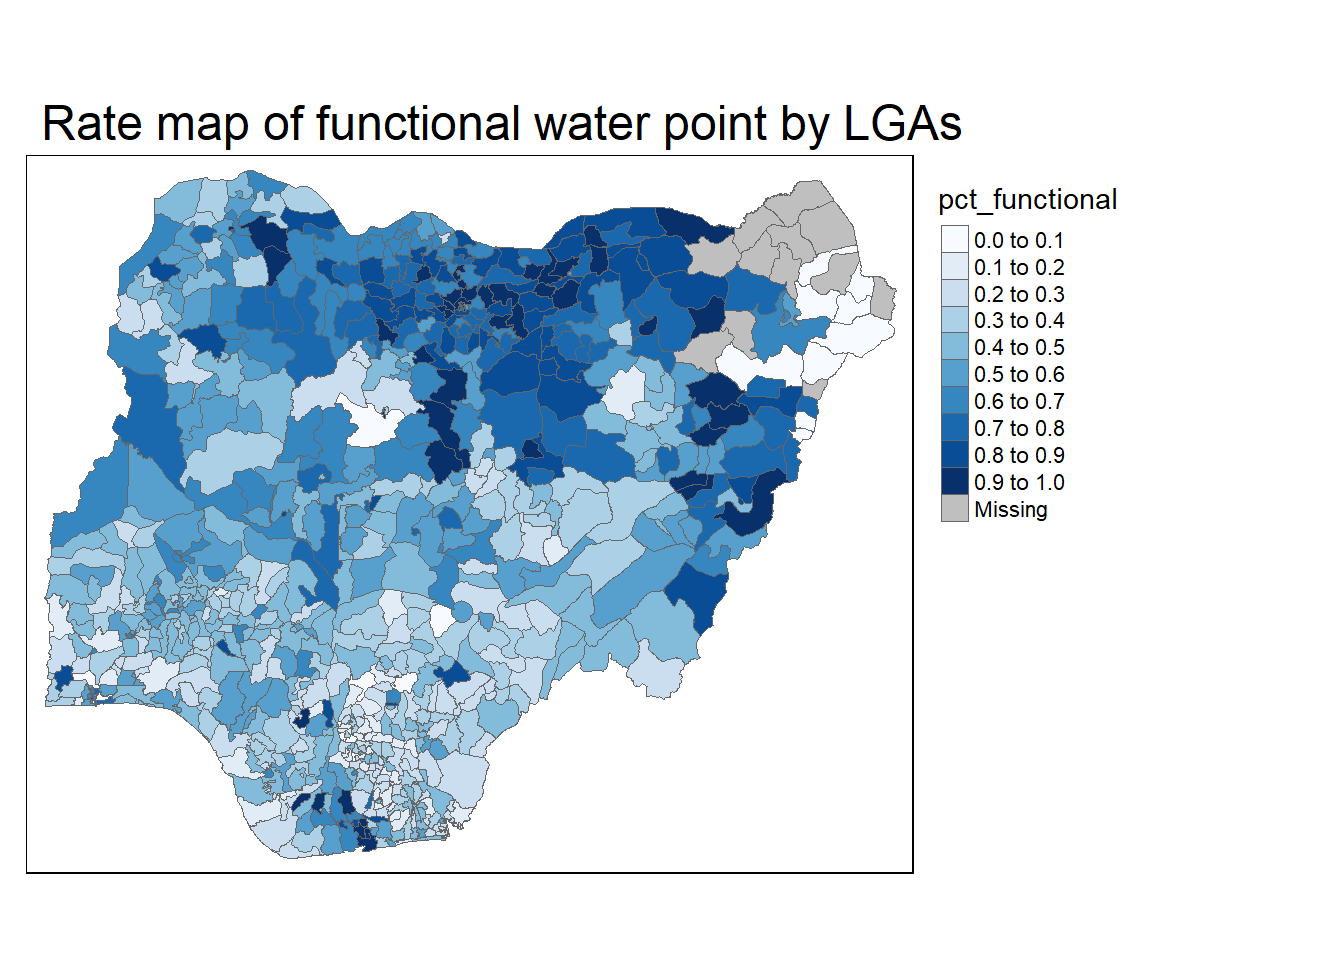 Rate map of functional water point by LGAs
pct_functional
0.0 to 0.1
0.1 to 0.2
0.2 to 0.3
0.3 to 0.4
0.4 to 0.5
0.5 to 0.6
0.6 to 0.7
0.7 to 0.8
0.8 to 0.9
0.9 to 1.0
Missing